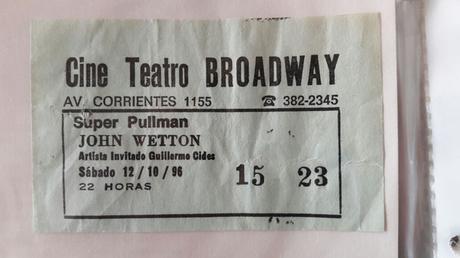 Cine Teatro BROADWAY
AV. CORRIENTES 1155 ☎ 382-2345
Super Pullman
JOHN WETTON
Artista Invitado Guillermo Cides
Sábado 12/10/96 15 23
22 HORAS